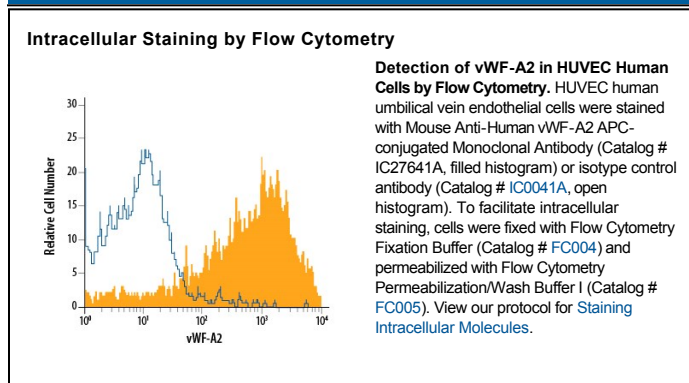 Intracellular Staining by Flow Cytometry
Detection of vWF-A2 in HUVEC Human
Cells by Flow Cytometry. HUVEC human
umbilical vein endothelial cells were stained
with Mouse Anti-Human vWF-A2 APC-
conjugated Monoclonal Antibody (Catalog #
IC27641A, filled histogram) or isotype control
antibody (Catalog # IC0041A, open
histogram). To facilitate intracellular
staining, cells were fixed with Flow Cytometry
Fixation Buffer (Catalog # FC004) and
permeabilized with Flow Cytometry
Permeabilization/Wash Buffer I (Catalog #
FC005). View our protocol for Staining
Intracellular Molecules.
Relative Cell Number
30
25
20
15
10
5
0
10⁰ 10¹ 10² 10³ 10⁴
vWF-A2